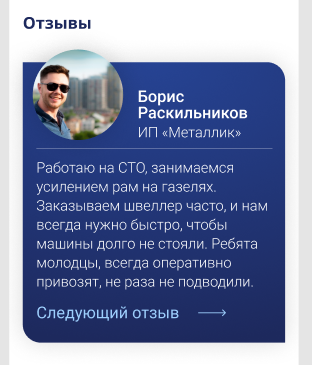 Отзывы
Борис
Раскильников
ИП «Металлик»
Работаю на СТО, занимаемся
усилением рам на газелях.
Заказываем швеллер часто, и нам
всегда нужно быстро, чтобы
машины долго не стояли. Ребята
молодцы, всегда оперативно
привозят, не раза не подводили.
Следующий отзыв